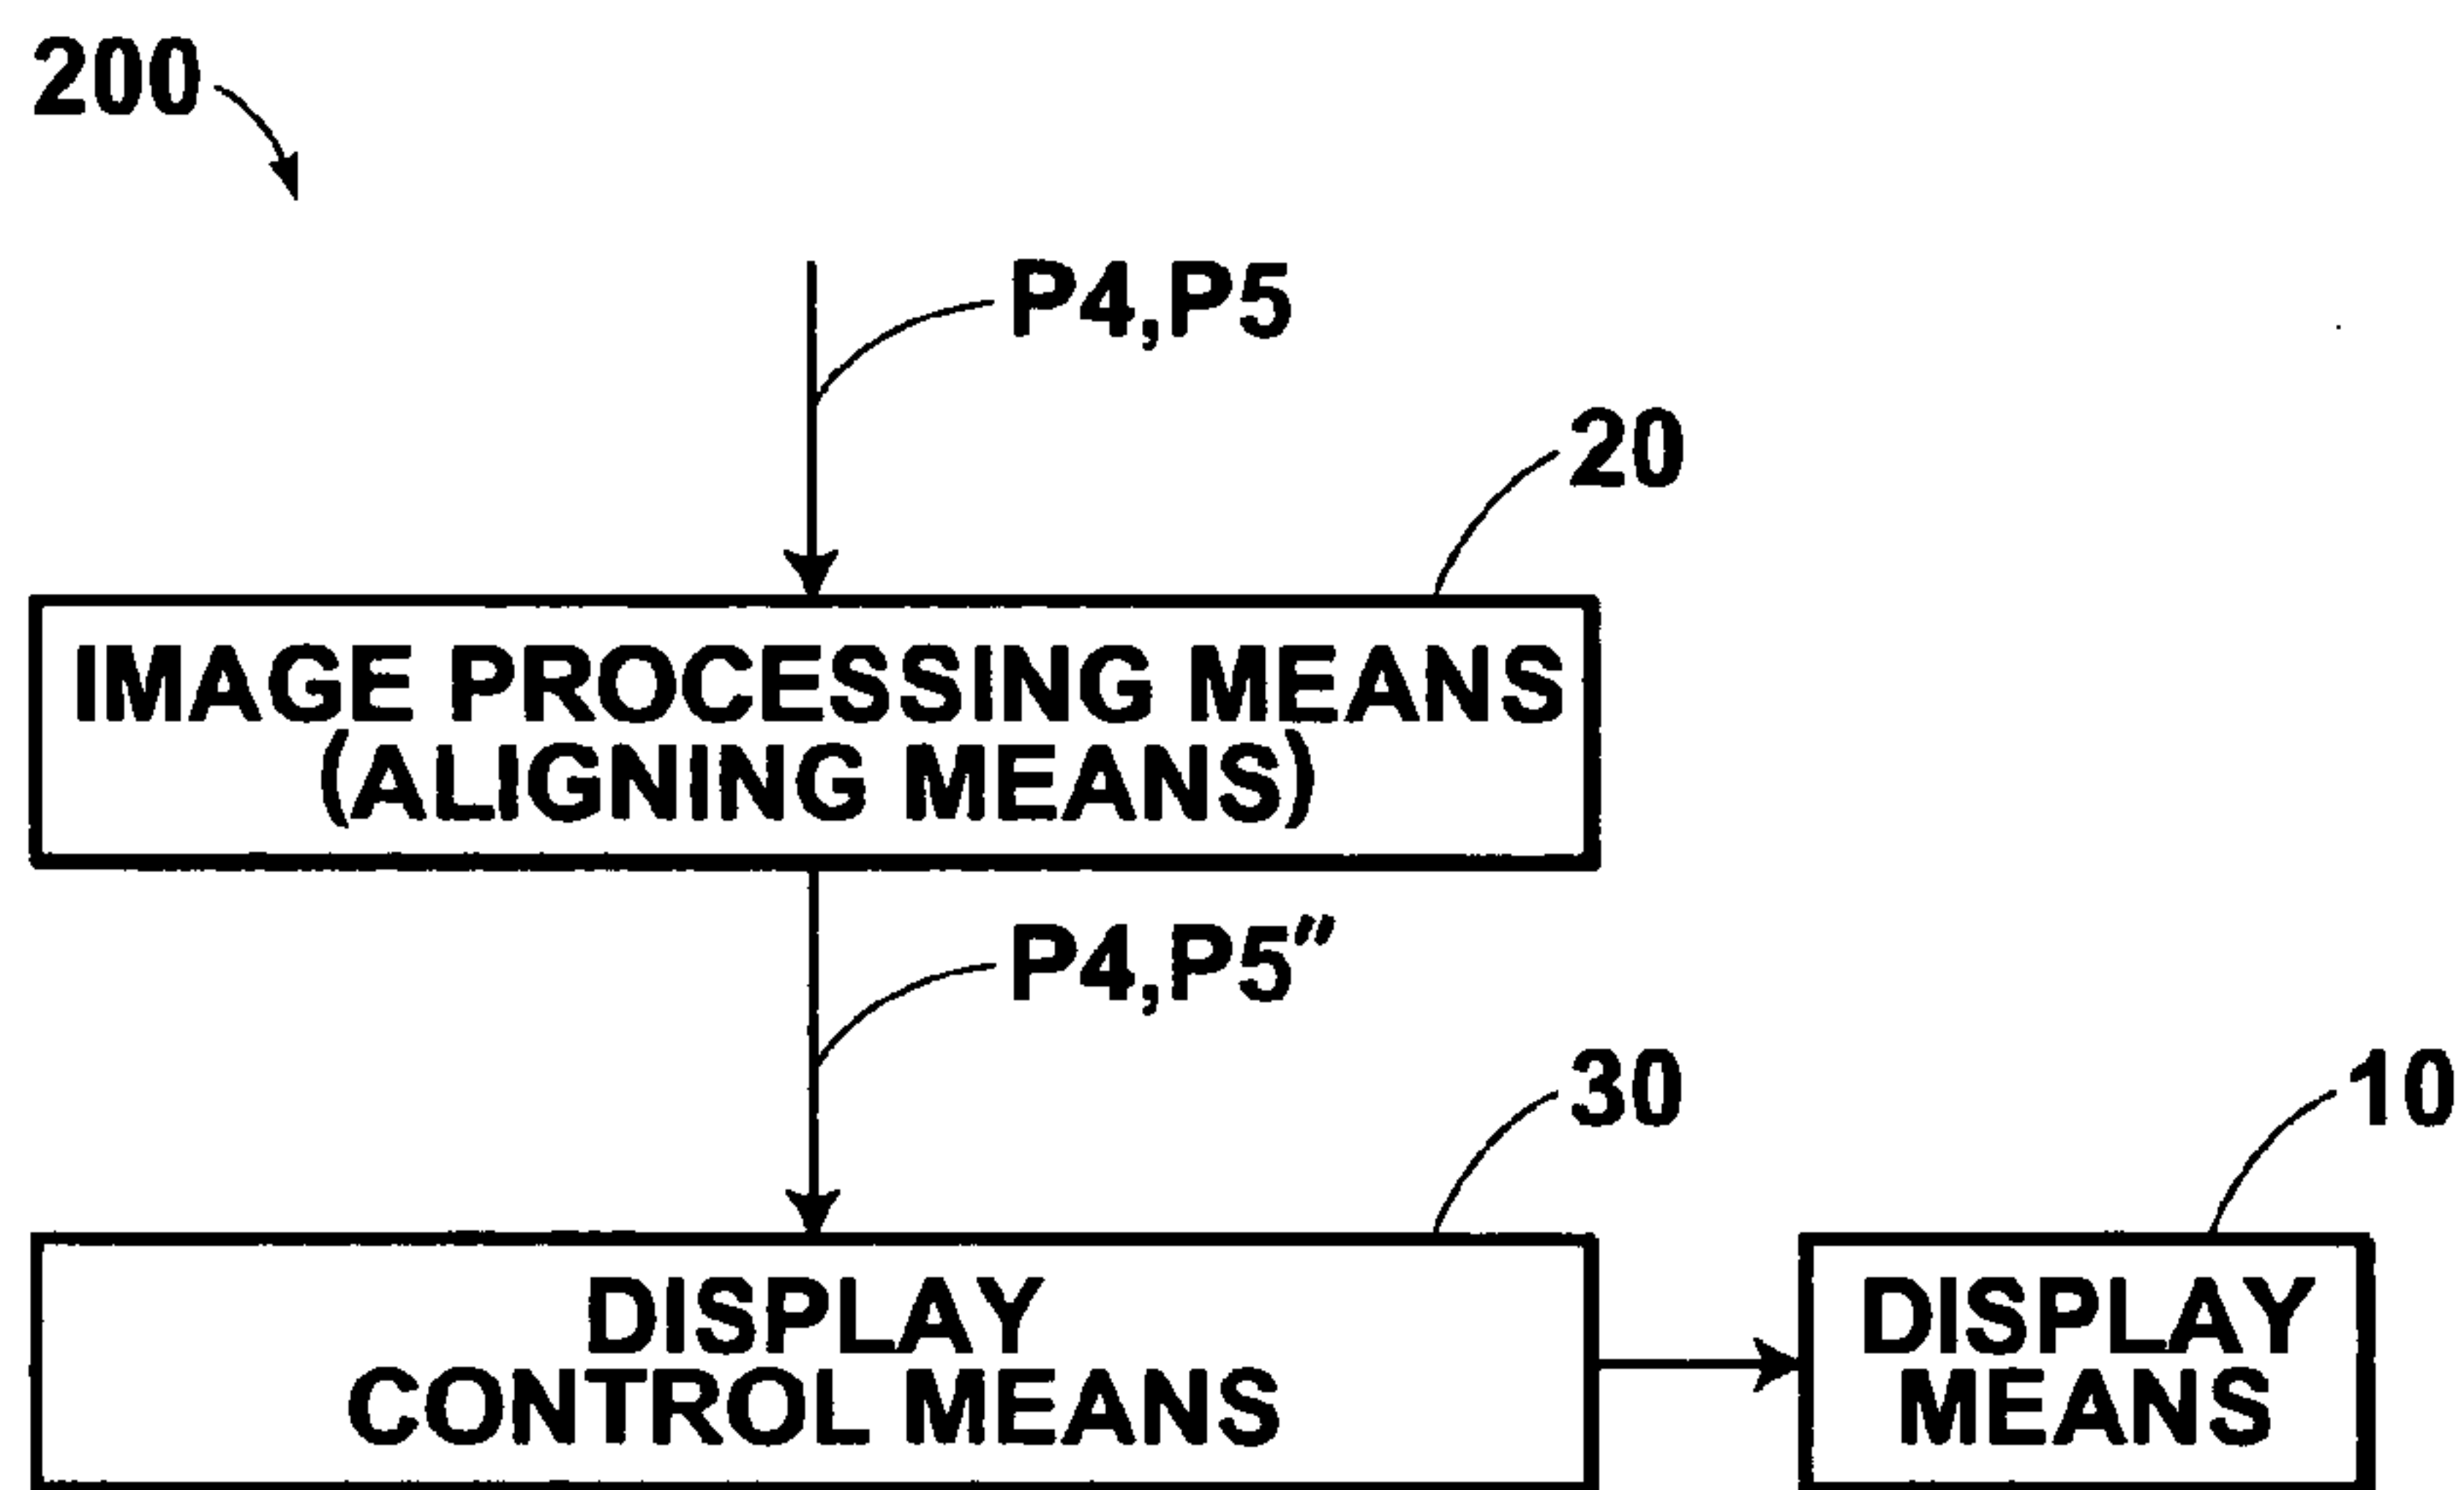 200
P4,P5
20
IMAGE PROCESSING MEANS
(ALIGNING MEANS)
P4,P5″
30
10
DISPLAY
CONTROL MEANS
DISPLAY
MEANS